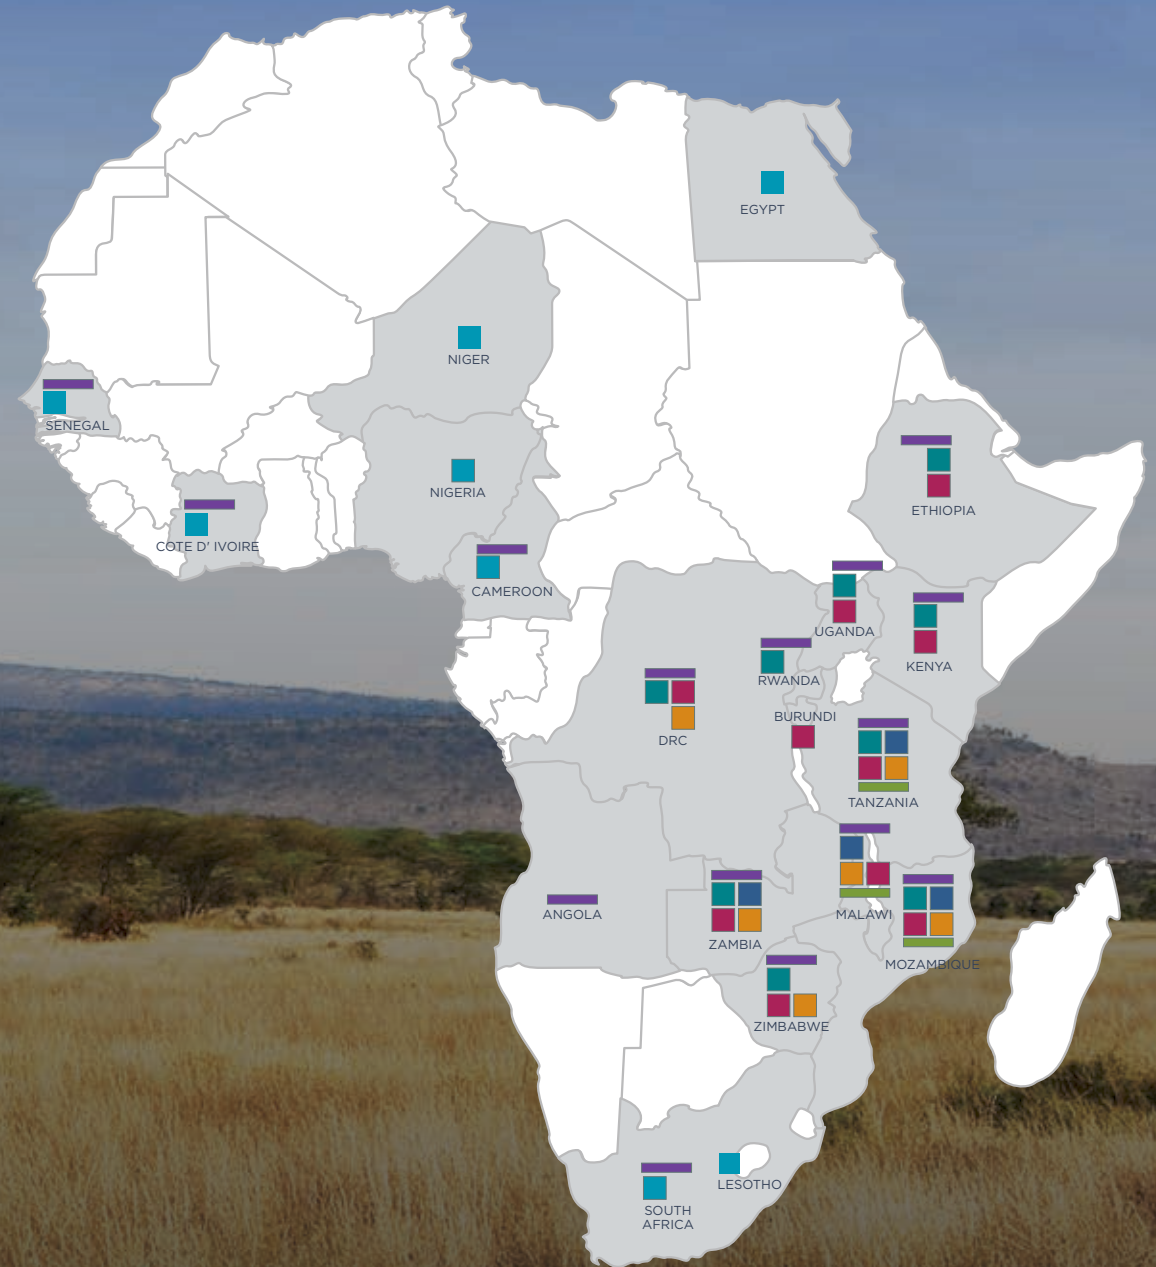 EGYPT
NIGER
SENEGAL
NIGERIA
ETHIOPIA
COTE D' IVOIRE
CAMEROON
UGANDA
KENYA
RWANDA
BURUNDI
DRC
TANZANIA
ANGOLA
MALAWI
ZAMBIA
MOZAMBIQUE
ZIMBABWE
LESOTHO
SOUTH
AFRICA